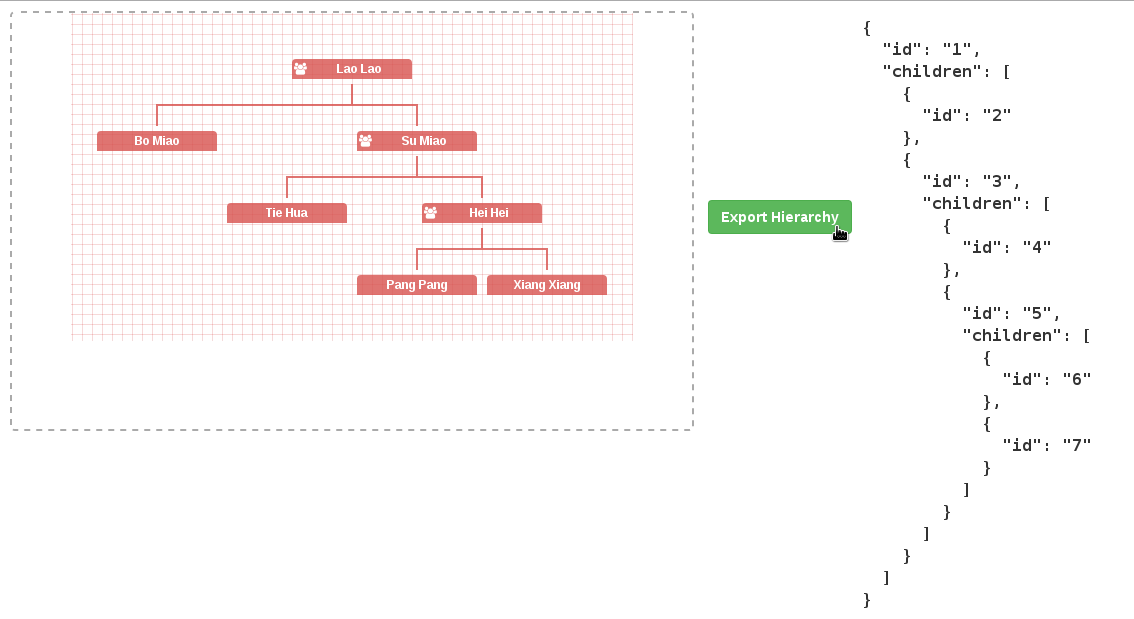 Lao Lao
Bo Miao
Su Miao
Tie Hua
Hei Hei
Pang Pang
Xiang Xiang
Export Hierarchy
{
  "id": "1",
  "children": [
    {
      "id": "2"
    },
    {
      "id": "3",
      "children": [
        {
          "id": "4"
        },
        {
          "id": "5",
          "children": [
            {
              "id": "6"
            },
            {
              "id": "7"
            }
          ]
        }
      ]
    }
  ]
}